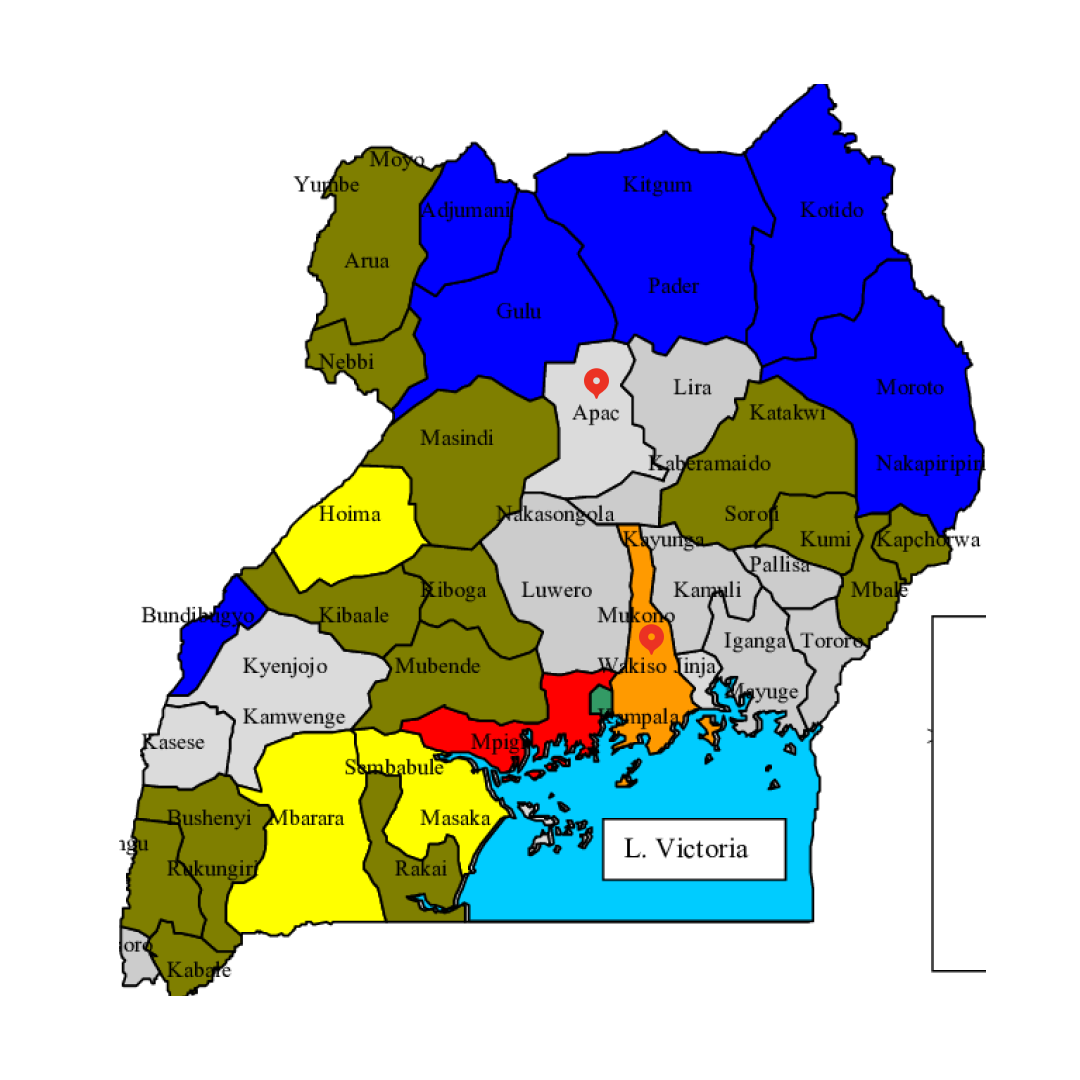 Moyo
Yumbe
Kitgum
Adjumani
Kotido
Arua
Pader
Gulu
Nebbi
Lira
Moroto
Apac
Katakwi
Masindi
Kaberamaido
Nakapiripiri
Hoima
Nakasongola
Soroti
Kayunga
Kumi
Kapchorwa
Pallisa
Kiboga
Luwero
Kamuli
Mbale
Bundibugyo
Kibaale
Mukono
Iganga
Tororo
Kyenjojo
Mubende
Wakiso
Jinja
Mayuge
Kamwenge
Kampala
Kasese
Mpigi
Sembabule
Bushenyi
Mbarara
Masaka
ngu
L. Victoria
Rukungiri
Rakai
oro
Kabale